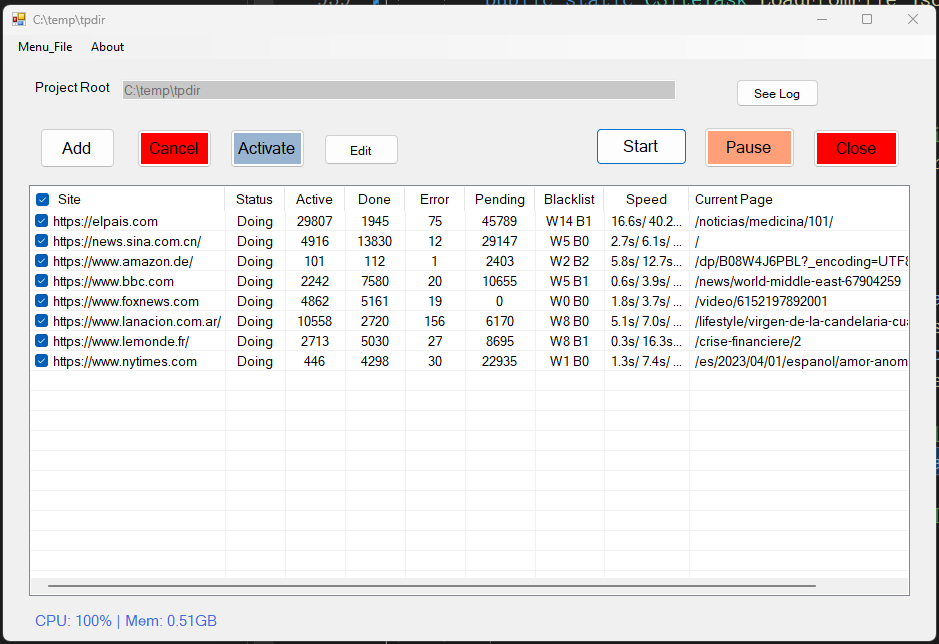 C:\temp\tpdir
Menu_File About
Project Root C:\temp\tpdir See Log
Add Cancel Activate Edit Start Pause Close
Site Status Active Done Error Pending Blacklist Speed Current Page
https://elpais.com Doing 29807 1945 75 45789 W14 B1 16.6s/ 40.2... /noticias/medicina/101/
https://news.sina.com.cn/ Doing 4916 13830 12 29147 W5 B0 2.7s/ 6.1s/ ... /
https://www.amazon.de/ Doing 101 112 1 2403 W2 B2 5.8s/ 12.7s... /dp/B08W4J6PBL?_encoding=UTF8
https://www.bbc.com Doing 2242 7580 20 10655 W5 B1 0.6s/ 3.9s/ ... /news/world-middle-east-67904259
https://www.foxnews.com Doing 4862 5161 19 0 W0 B0 1.8s/ 3.7s/ ... /video/6152197892001
https://www.lanacion.com.ar/ Doing 10558 2720 156 6170 W8 B0 5.1s/ 7.0s/ ... /lifestyle/virgen-de-la-candelaria-cua
https://www.lemonde.fr/ Doing 2713 5030 27 8695 W8 B1 0.3s/ 16.3s... /crise-financiere/2
https://www.nytimes.com Doing 446 4298 30 22935 W1 B0 1.3s/ 7.4s/ ... /es/2023/04/01/espanol/amor-anom
CPU: 100% | Mem: 0.51GB